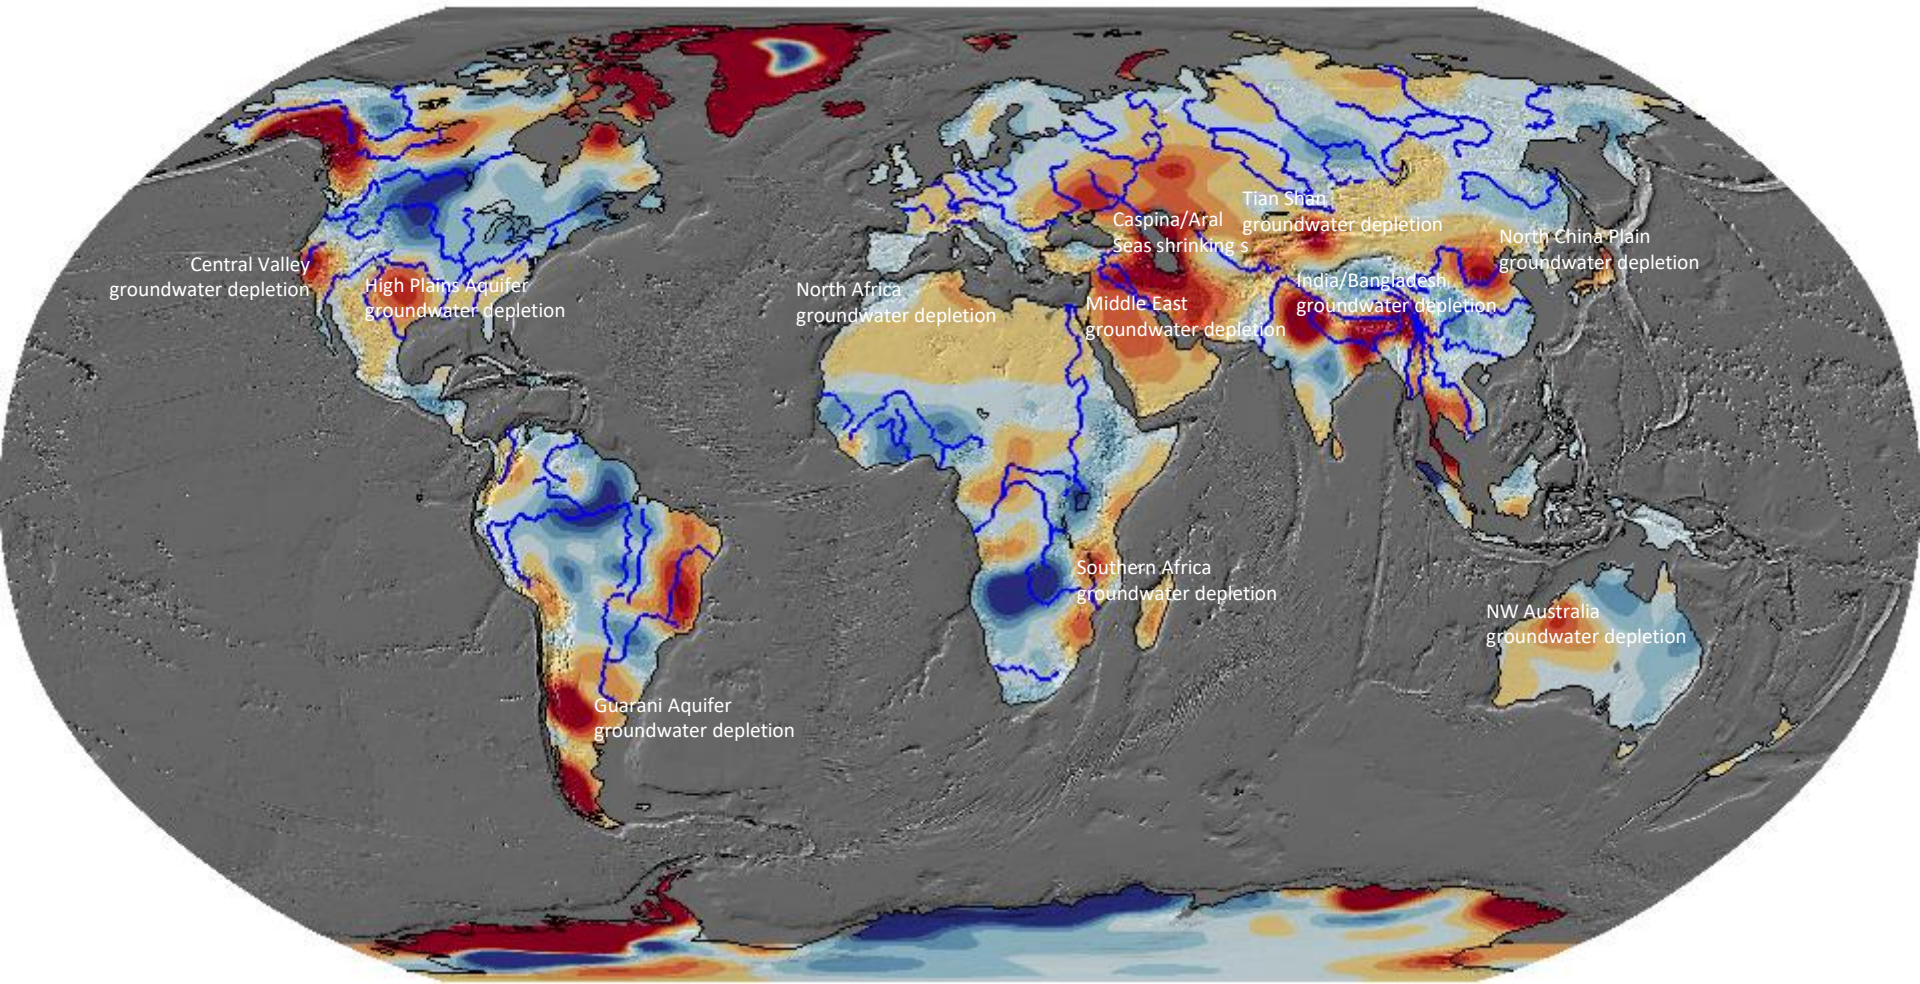 Tian Shan
groundwater depletion
Caspina/Aral
Seas shrinking s
North China Plain
groundwater depletion
Central Valley
groundwater depletion
High Plains Aquifer
groundwater depletion
North Africa
groundwater depletion
Middle East
groundwater depletion
India/Bangladesh
groundwater depletion
Southern Africa
groundwater depletion
NW Australia
groundwater depletion
Guarani Aquifer
groundwater depletion